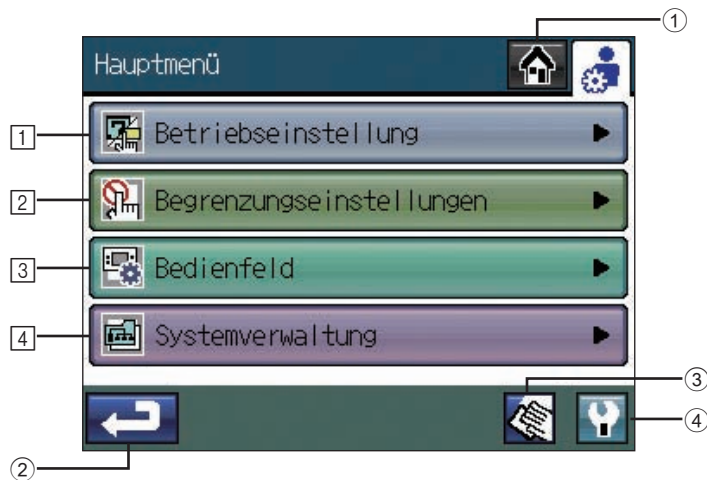 ①
Hauptmenü
1 Betriebseinstellung
2 Begrenzungseinstellungen
3 Bedienfeld
4 Systemverwaltung
③
④
②